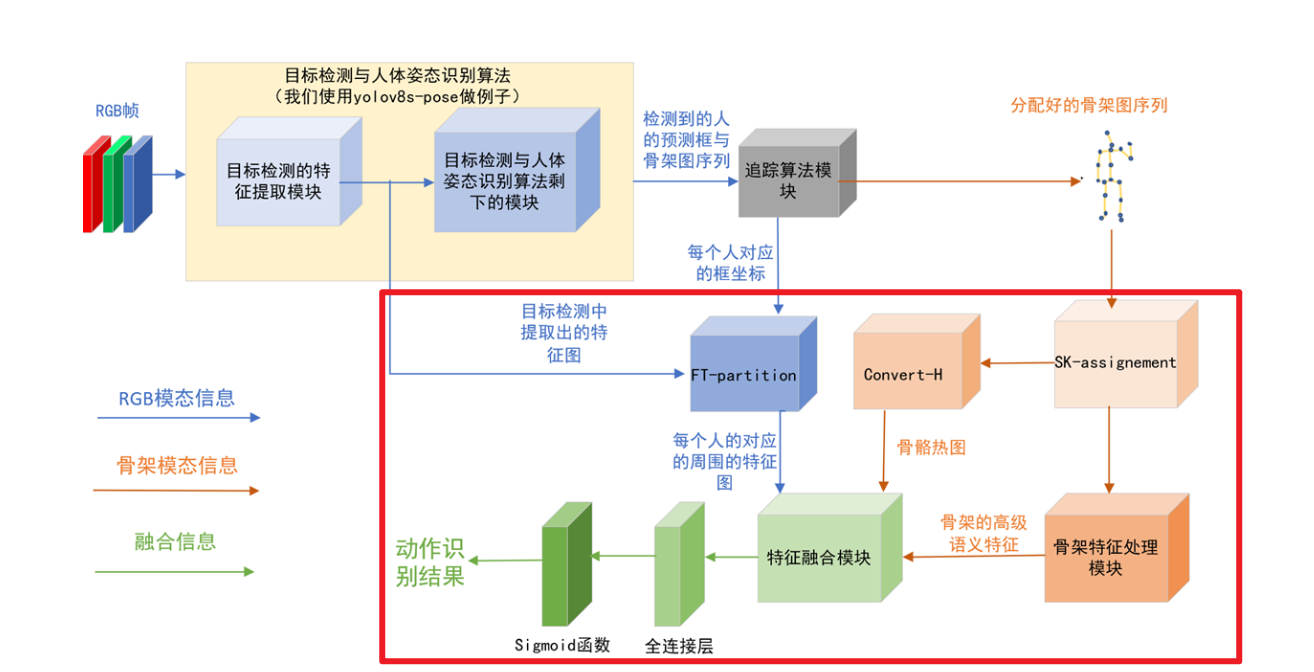 目标检测与人体姿态识别算法
（我们使用yolov8s-pose做例子）
RGB帧
目标检测的特
征提取模块
目标检测与人体
姿态识别算法剩
下的模块
检测到的人
的预测框与
骨架图序列
追踪算法模
块
分配好的骨架图序列
每个人对应
的框坐标
目标检测中
提取出的特
征图
FT-partition
Convert-H
SK-assignement
RGB模态信息
骨架模态信息
融合信息
每个人的对应
的周围的特征
图
骨骼热图
动作识
别结果
特征融合模块
骨架的高级
语义特征
骨架特征处理
模块
Sigmoid函数
全连接层